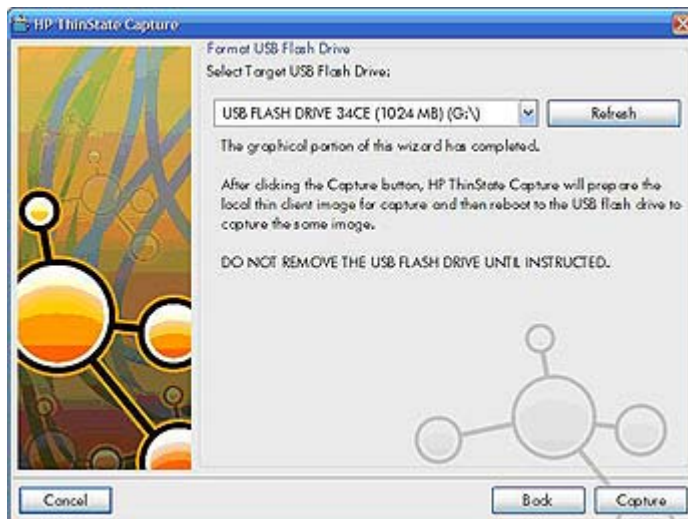 HP ThinState Capture
Format USB Flash Drive
Select Target USB Flash Drive:
USB FLASH DRIVE 34CE (1024 MB) (G:\)
Refresh
The graphical portion of this wizard has completed.
After clicking the Capture button, HP ThinState Capture will prepare the
local thin client image for capture and then reboot to the USB flash drive to
capture the same image.
DO NOT REMOVE THE USB FLASH DRIVE UNTIL INSTRUCTED.
Cancel
Back
Capture